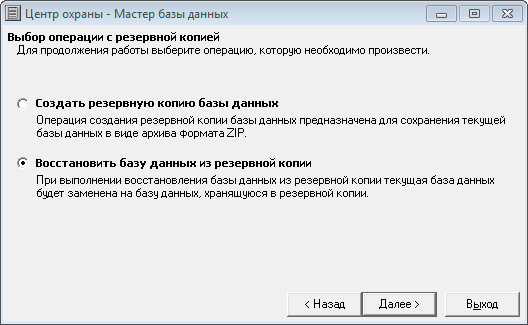 Центр охраны - Мастер базы данных
Выбор операции с резервной копией
Для продолжения работы выберите операцию, которую необходимо произвести.
Создать резервную копию базы данных
Операция создания резервной копии базы данных предназначена для сохранения текущей
базы данных в виде архива формата ZIP.
Восстановить базу данных из резервной копии
При выполнении восстановления базы данных из резервной копии текущая база данных
будет заменена на базу данных, хранящуюся в резервной копии.
< Назад
Далее >
Выход